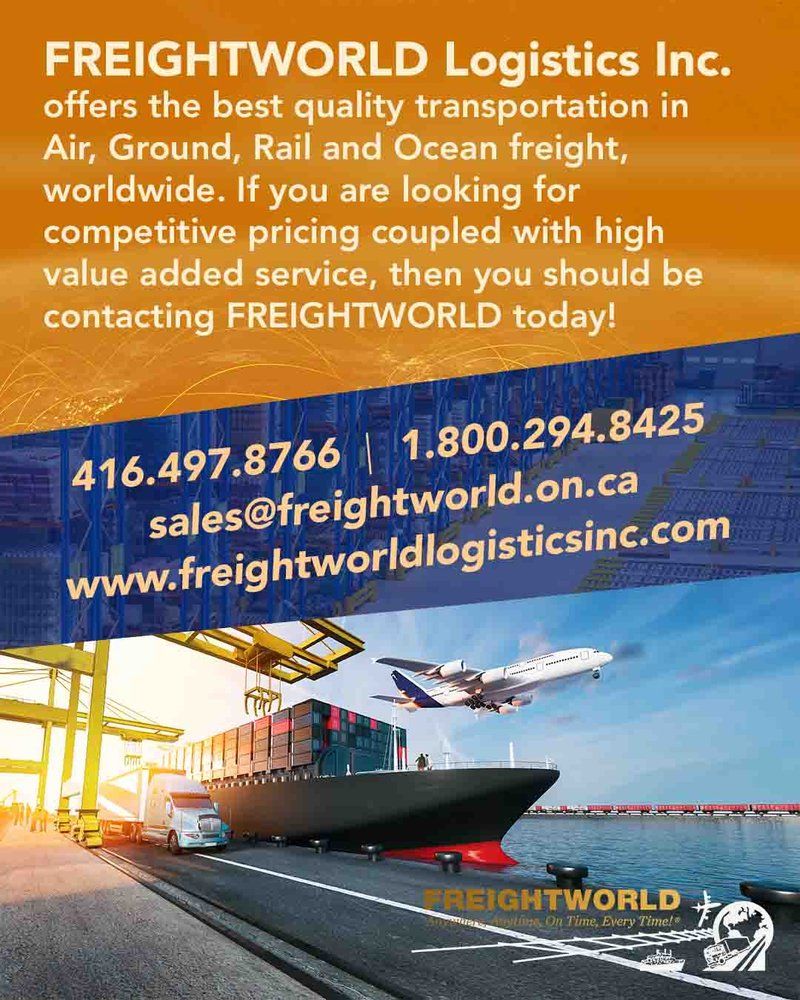 FREIGHTWORLD Logistics Inc.
offers the best quality transportation in
Air, Ground, Rail and Ocean freight,
worldwide. If you are looking for
competitive pricing coupled with high
value added service, then you should be
contacting FREIGHTWORLD today!
416.497.8766 | 1.800.294.8425
sales@freightworld.on.ca
www.freightworldlogisticsinc.com
FREIGHTWORLD
Anywhere, Anytime, On Time, Every Time!®